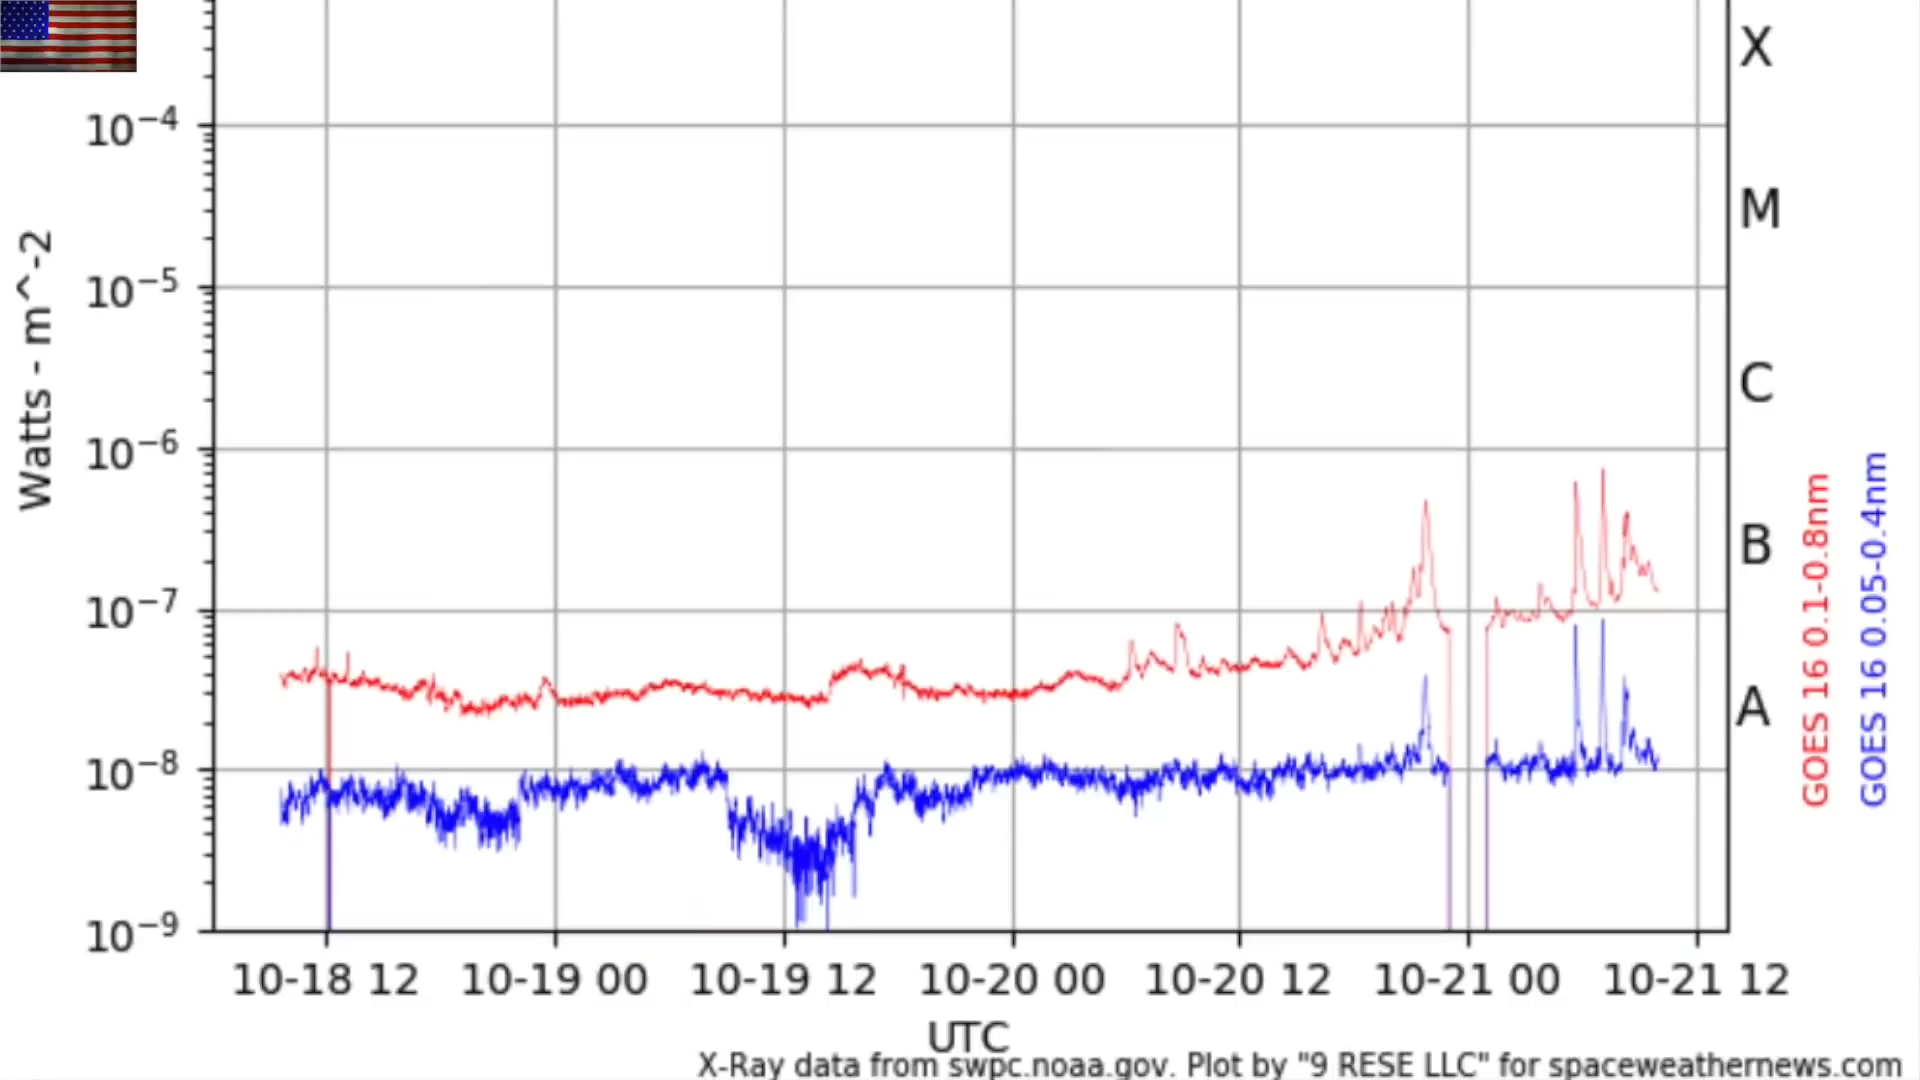 X
10−4
M
Watts - m^-2
10−5
C
10−6
B
10−7
GOES 16 0.1-0.8nm
GOES 16 0.05-0.4nm
A
10−8
10−9
10-18 12 10-19 00 10-19 12 10-20 00 10-20 12 10-21 00 10-21 12
UTC
X-Ray data from swpc.noaa.gov. Plot by "9 RESE LLC" for spaceweathernews.com